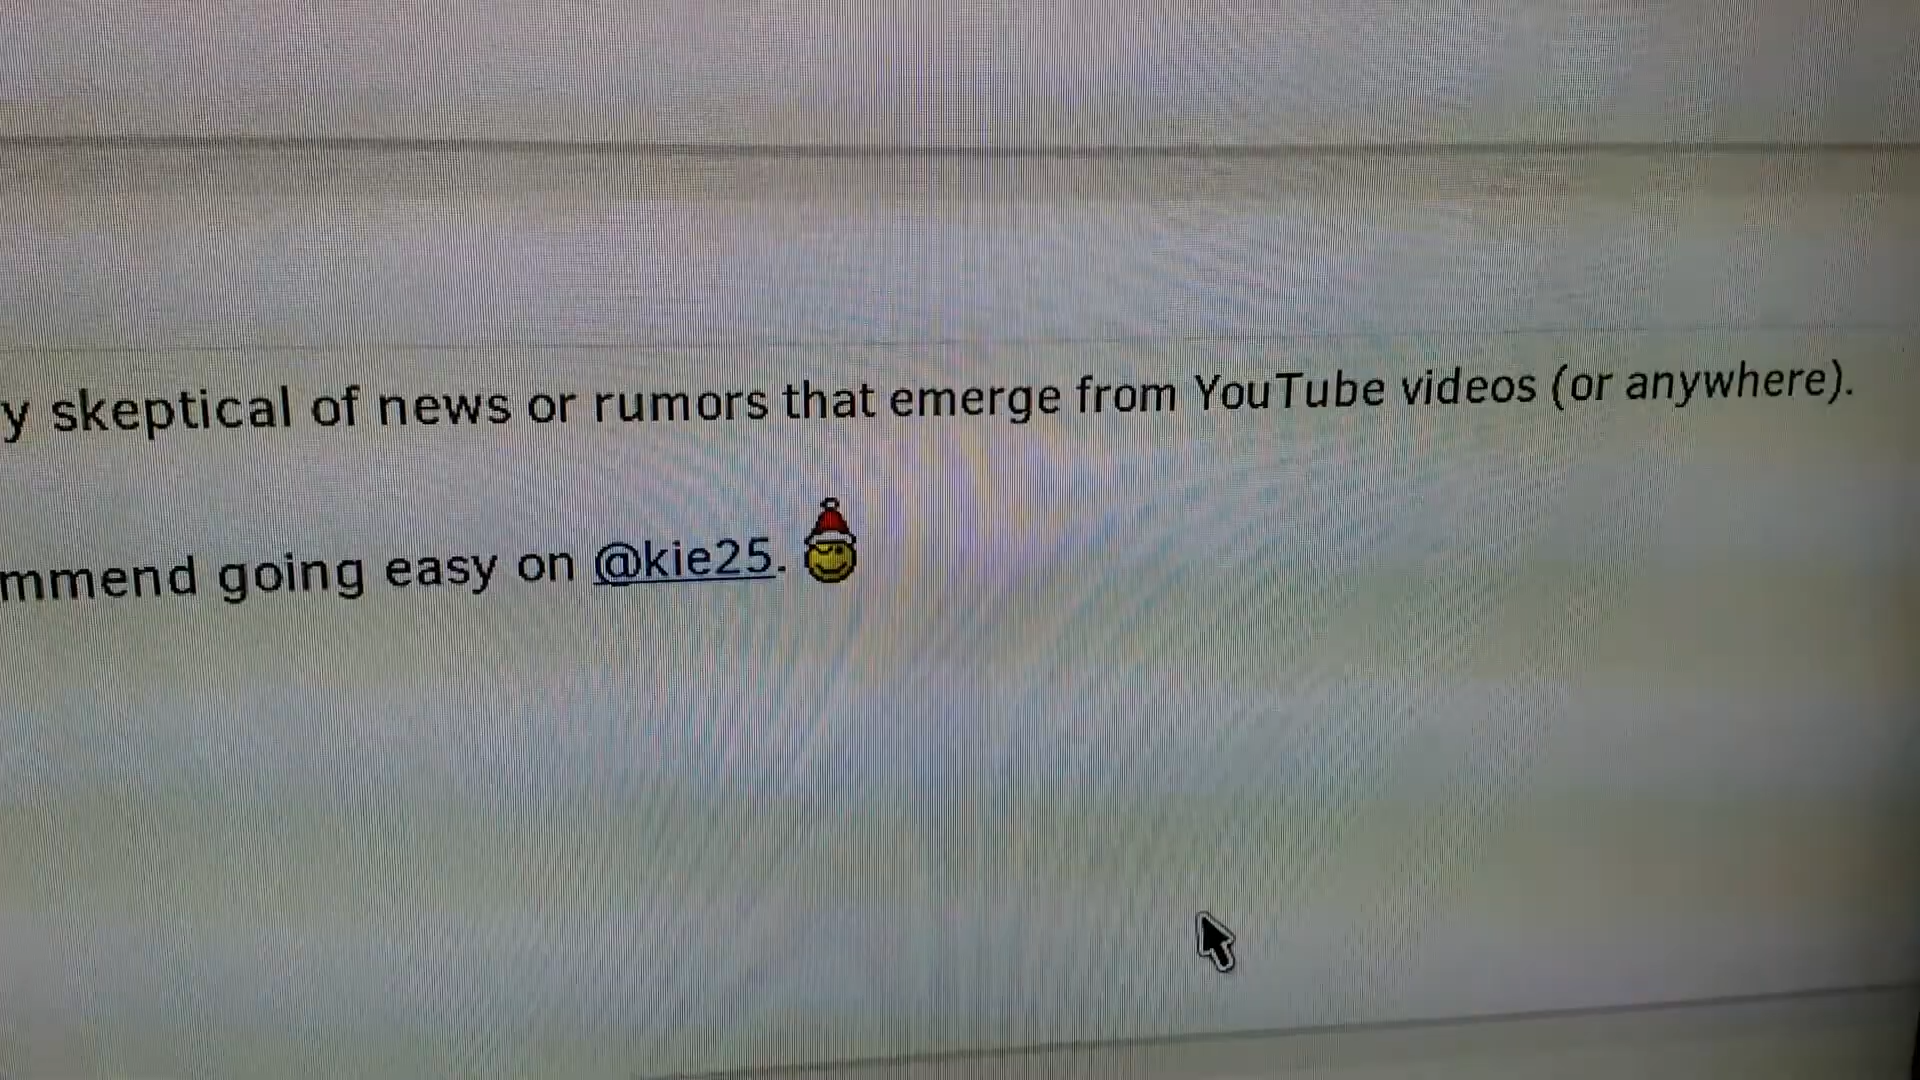 y skeptical of news or rumors that emerge from YouTube videos (or anywhere).
mmend going easy on @kie25.